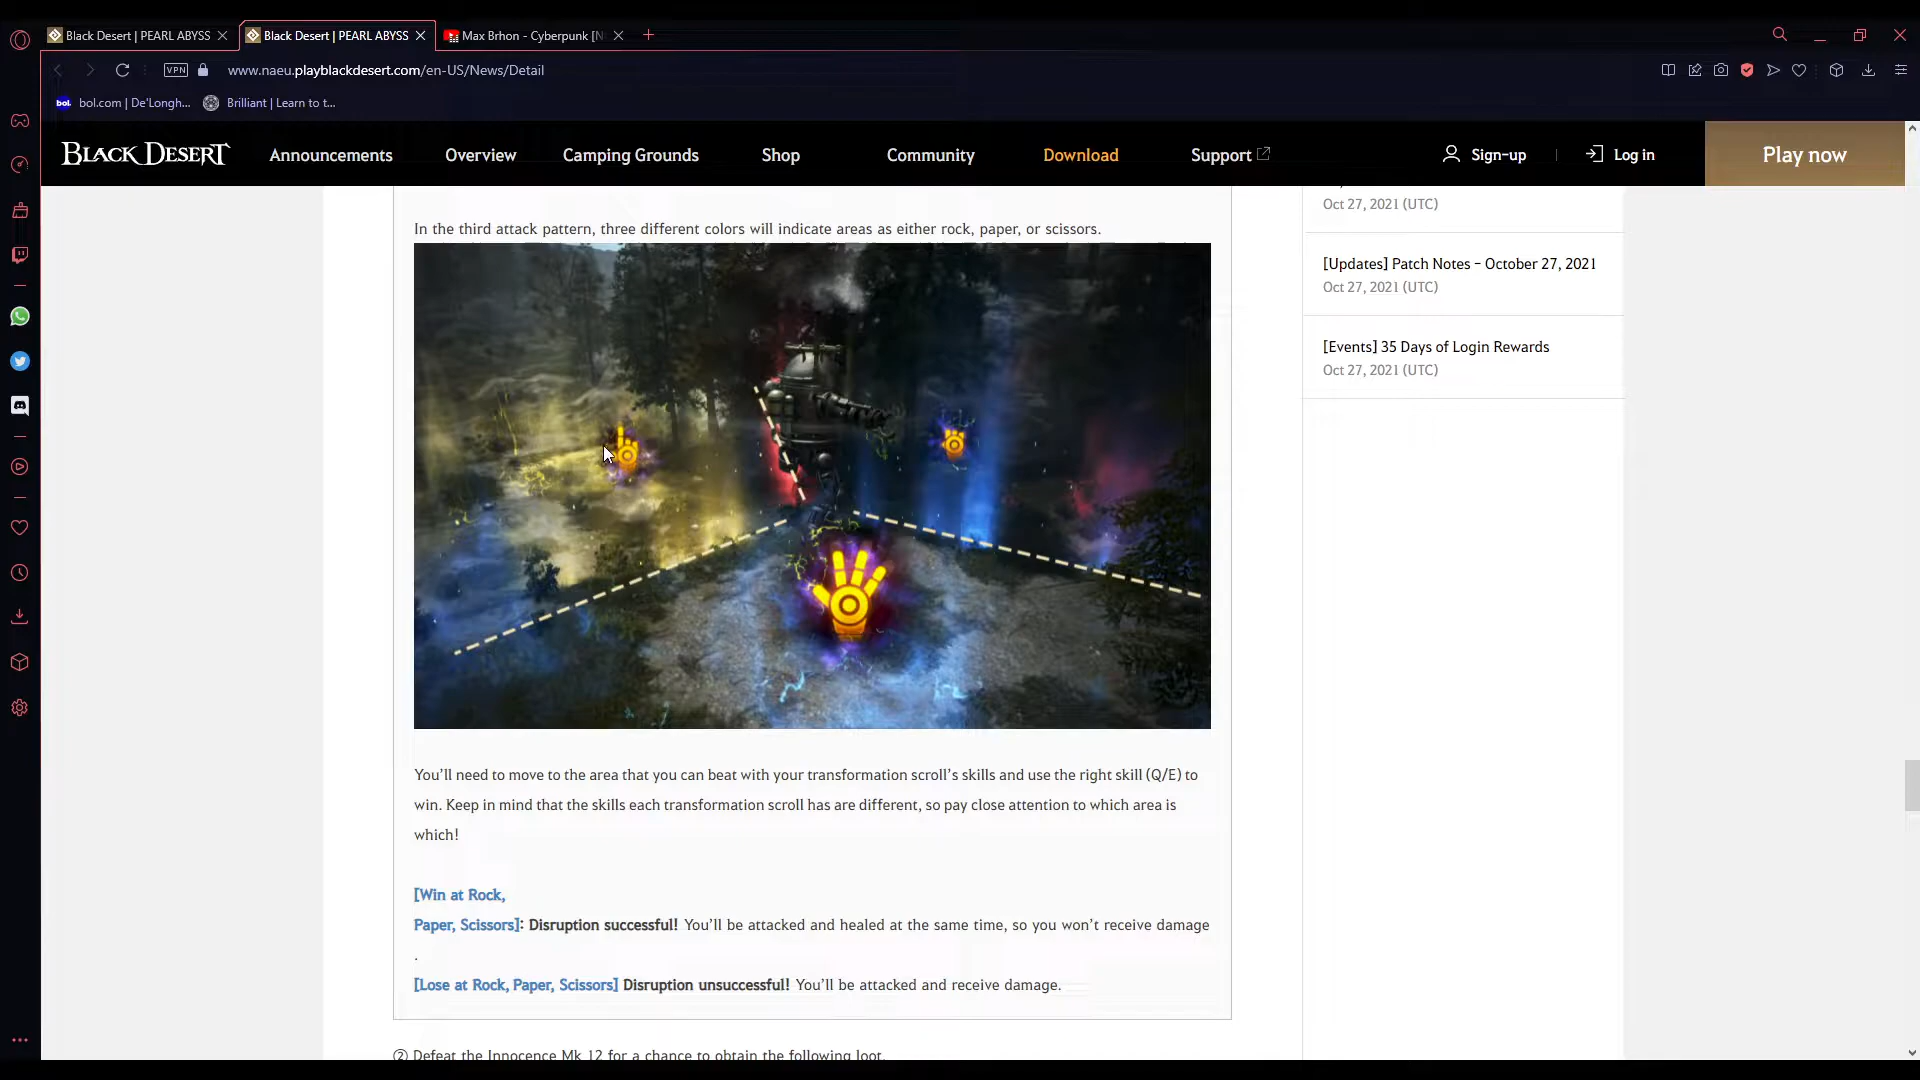 Black Desert | PEARL ABYSS
Black Desert | PEARL ABYSS
Max Brhon - Cyberpunk [N
VPN
www.naeu.playblackdesert.com/en-US/News/Detail
bol. bol.com | De'Longh...
Brilliant | Learn to t...
BLACK DESERT
Announcements
Overview
Camping Grounds
Shop
Community
Download
Support
Sign-up
Log in
Play now
In the third attack pattern, three different colors will indicate areas as either rock, paper, or scissors.
You'll need to move to the area that you can beat with your transformation scroll's skills and use the right skill (Q/E) to
win. Keep in mind that the skills each transformation scroll has are different, so pay close attention to which area is
which!
[Win at Rock,
Paper, Scissors]: Disruption successful! You'll be attacked and healed at the same time, so you won't receive damage
.
[Lose at Rock, Paper, Scissors] Disruption unsuccessful! You'll be attacked and receive damage.
② Defeat the Innocence Mk 12 for a chance to obtain the following loot.
Oct 27, 2021 (UTC)
[Updates] Patch Notes - October 27, 2021
Oct 27, 2021 (UTC)
[Events] 35 Days of Login Rewards
Oct 27, 2021 (UTC)